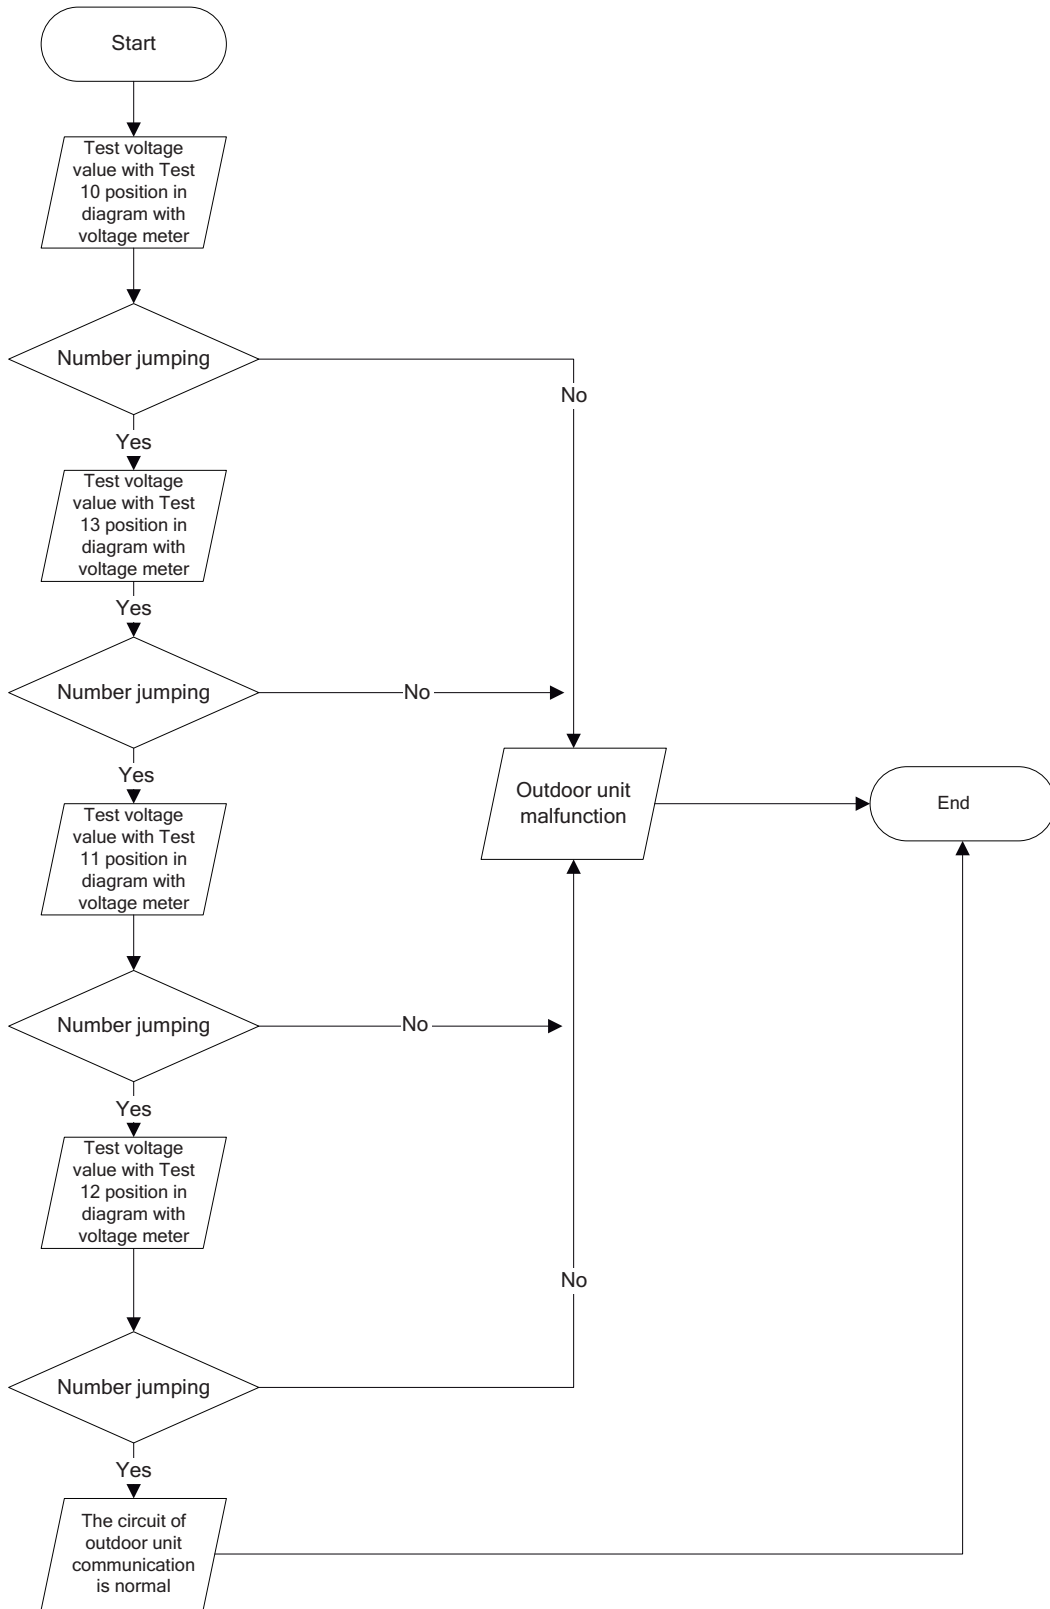 Start
Test voltage
value with Test
10 position in
diagram with
voltage meter
Number jumping
No
Yes
Test voltage
value with Test
13 position in
diagram with
voltage meter
Yes
Number jumping
No
Yes
Outdoor unit
malfunction
End
Test voltage
value with Test
11 position in
diagram with
voltage meter
Number jumping
No
Yes
Test voltage
value with Test
12 position in
diagram with
voltage meter
No
Number jumping
Yes
The circuit of
outdoor unit
communication
is normal